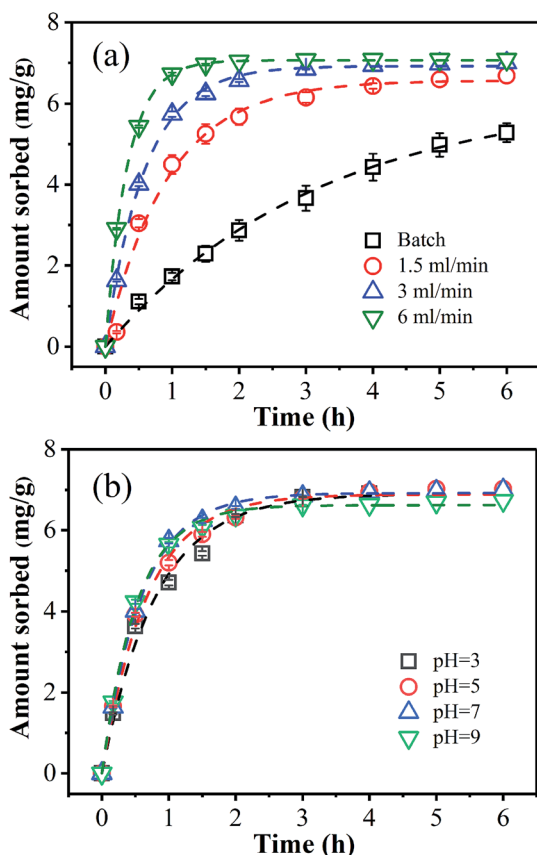 (a)
Amount sorbed (mg/g)
8
6
4
2
0
Batch
1.5 ml/min
3 ml/min
6 ml/min
0 1 2 3 4 5 6
Time (h)
(b)
Amount sorbed (mg/g)
8
6
4
2
0
pH=3
pH=5
pH=7
pH=9
0 1 2 3 4 5 6
Time (h)